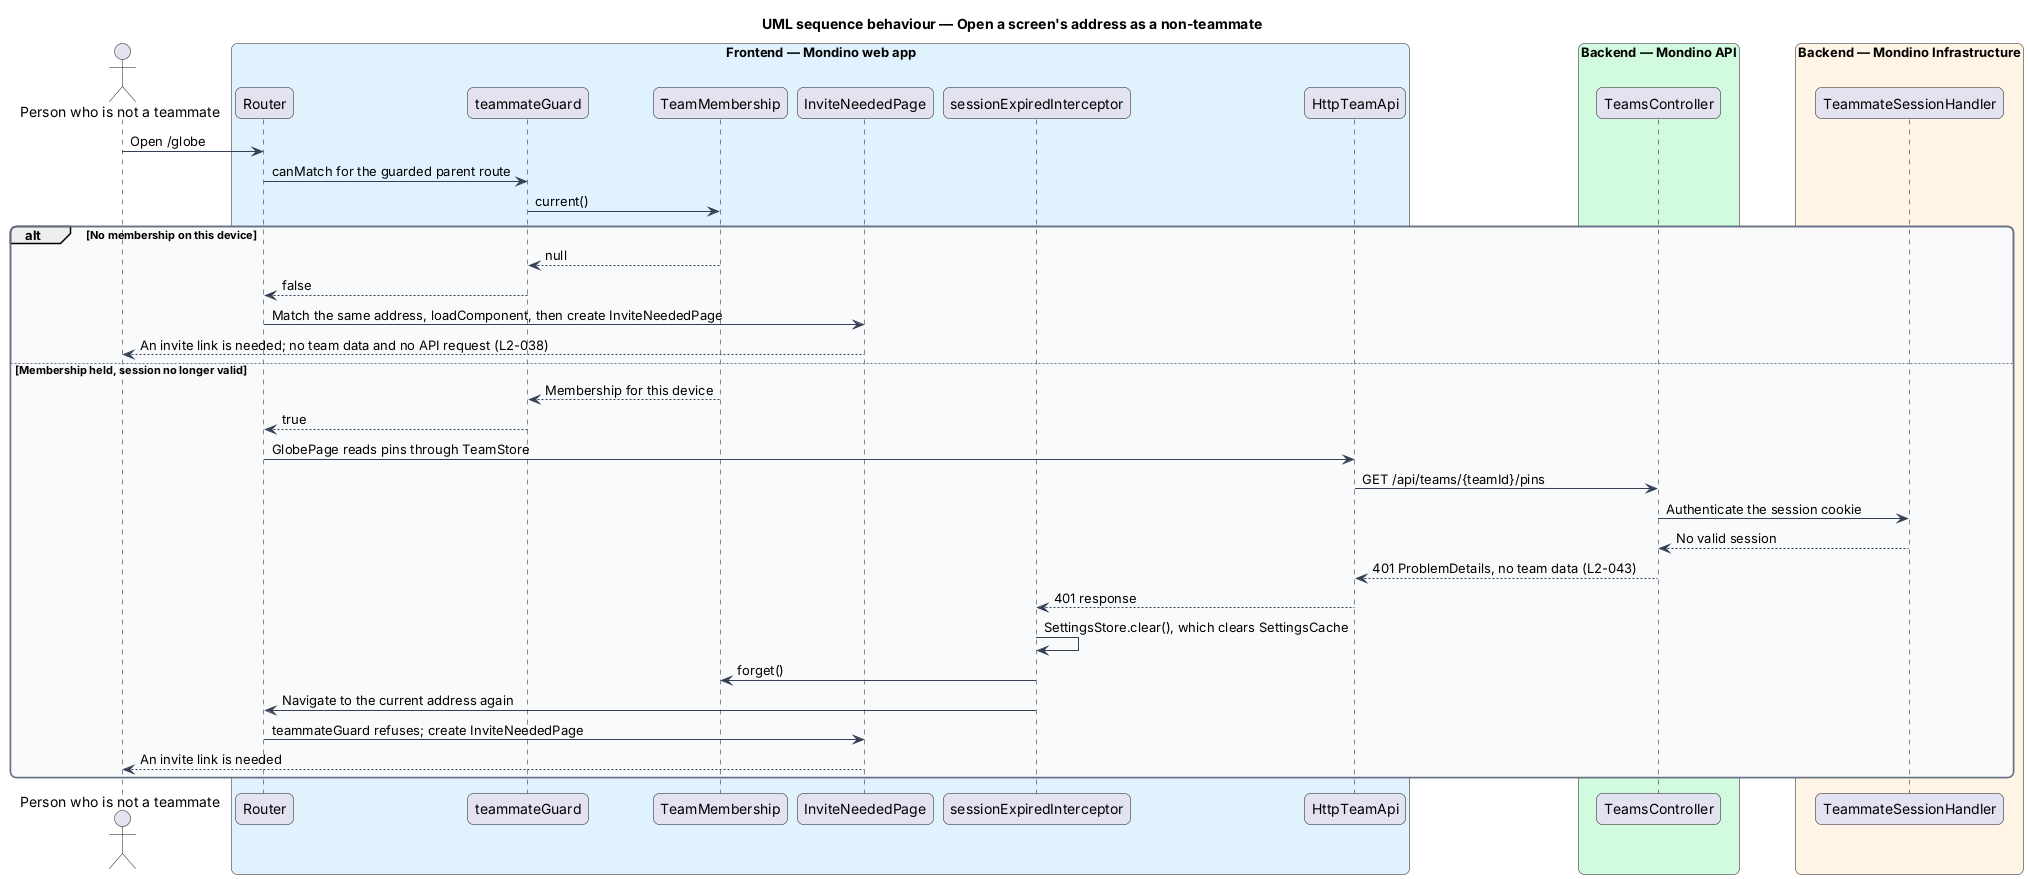 UML sequence behaviour — Open a screen's address as a non-teammate
Frontend — Mondino web app
Backend — Mondino API
Backend — Mondino Infrastructure
Person who is not a teammate
Router
teammateGuard
TeamMembership
InviteNeededPage
sessionExpiredInterceptor
HttpTeamApi
TeamsController
TeammateSessionHandler
Open /globe
canMatch for the guarded parent route
current()
alt
[No membership on this device]
null
false
Match the same address, loadComponent, then create InviteNeededPage
An invite link is needed; no team data and no API request (L2-038)
[Membership held, session no longer valid]
Membership for this device
true
GlobePage reads pins through TeamStore
GET /api/teams/{teamId}/pins
Authenticate the session cookie
No valid session
401 ProblemDetails, no team data (L2-043)
401 response
SettingsStore.clear(), which clears SettingsCache
forget()
Navigate to the current address again
teammateGuard refuses; create InviteNeededPage
An invite link is needed
Person who is not a teammate
Router
teammateGuard
TeamMembership
InviteNeededPage
sessionExpiredInterceptor
HttpTeamApi
TeamsController
TeammateSessionHandler